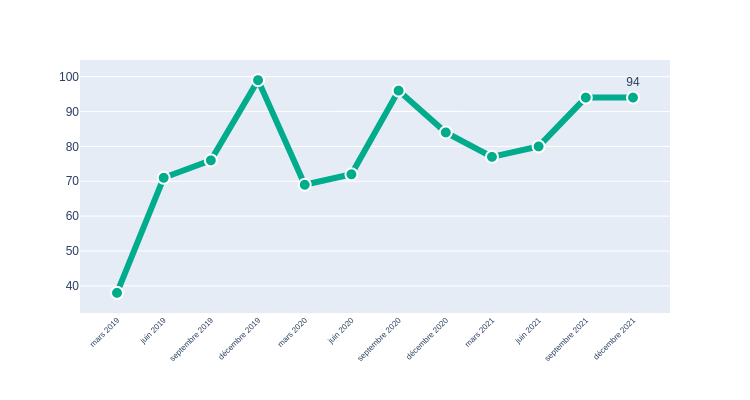 94
100
90
80
70
60
50
40
mars 2019
juin 2019
septembre 2019
décembre 2019
mars 2020
juin 2020
septembre 2020
décembre 2020
mars 2021
juin 2021
septembre 2021
décembre 2021